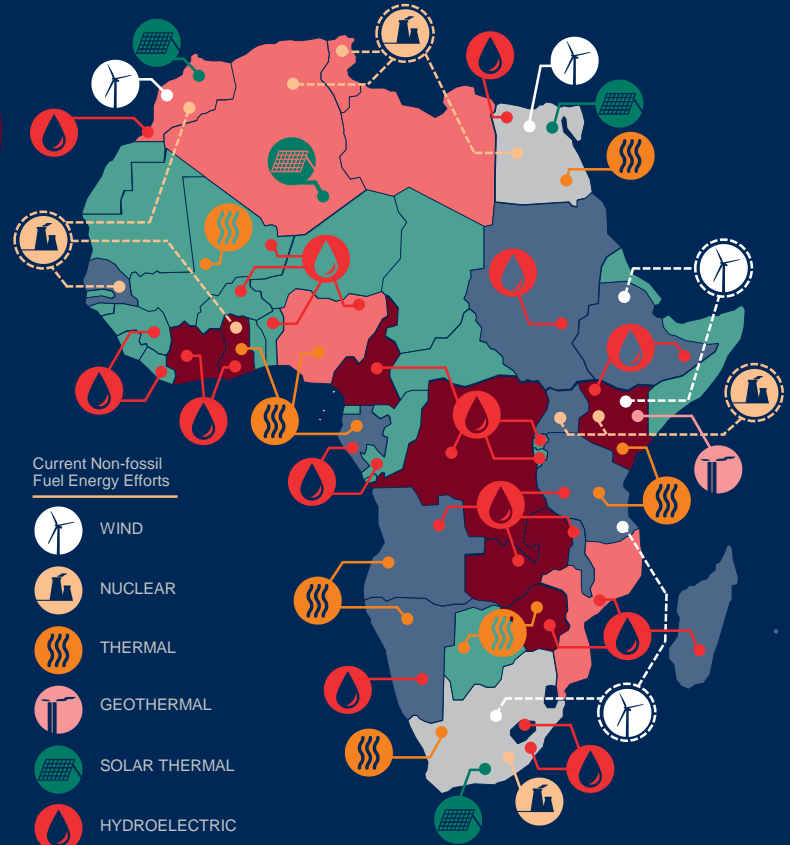 Current Non-fossil
Fuel Energy Efforts
WIND
NUCLEAR
THERMAL
GEOTHERMAL
SOLAR THERMAL
HYDROELECTRIC